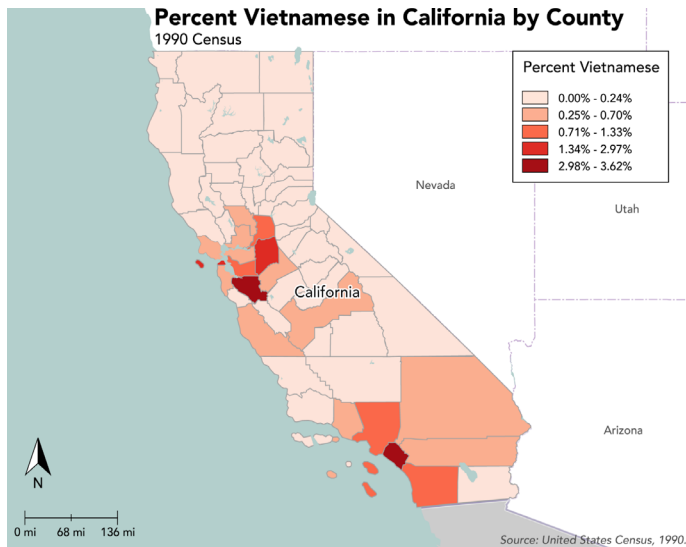 Percent Vietnamese in California by County
1990 Census
Percent Vietnamese
0.00% - 0.24%
0.25% - 0.70%
0.71% - 1.33%
1.34% - 2.97%
2.98% - 3.62%
Nevada
Utah
California
Arizona
N
0 mi 68 mi 136 mi
Source: United States Census, 1990.